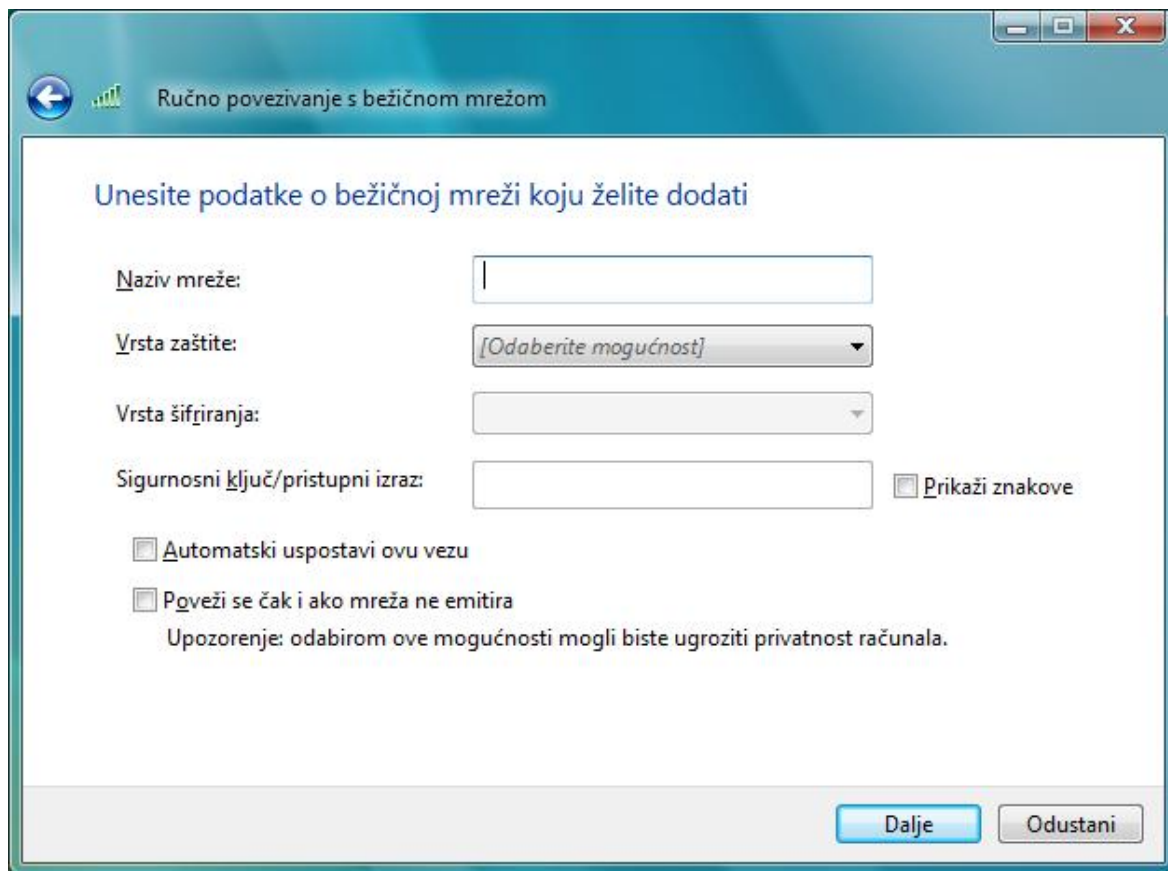 Ručno povezivanje s bežičnom mrežom
Unesite podatke o bežičnoj mreži koju želite dodati
Naziv mreže:
Vrsta zaštite:
[Odaberite mogućnost]
Vrsta šifriranja:
Sigurnosni ključ/pristupni izraz:
Prikaži znakove
Automatski uspostavi ovu vezu
Poveži se čak i ako mreža ne emitira
Upozorenje: odabirom ove mogućnosti mogli biste ugroziti privatnost računala.
Dalje
Odustani